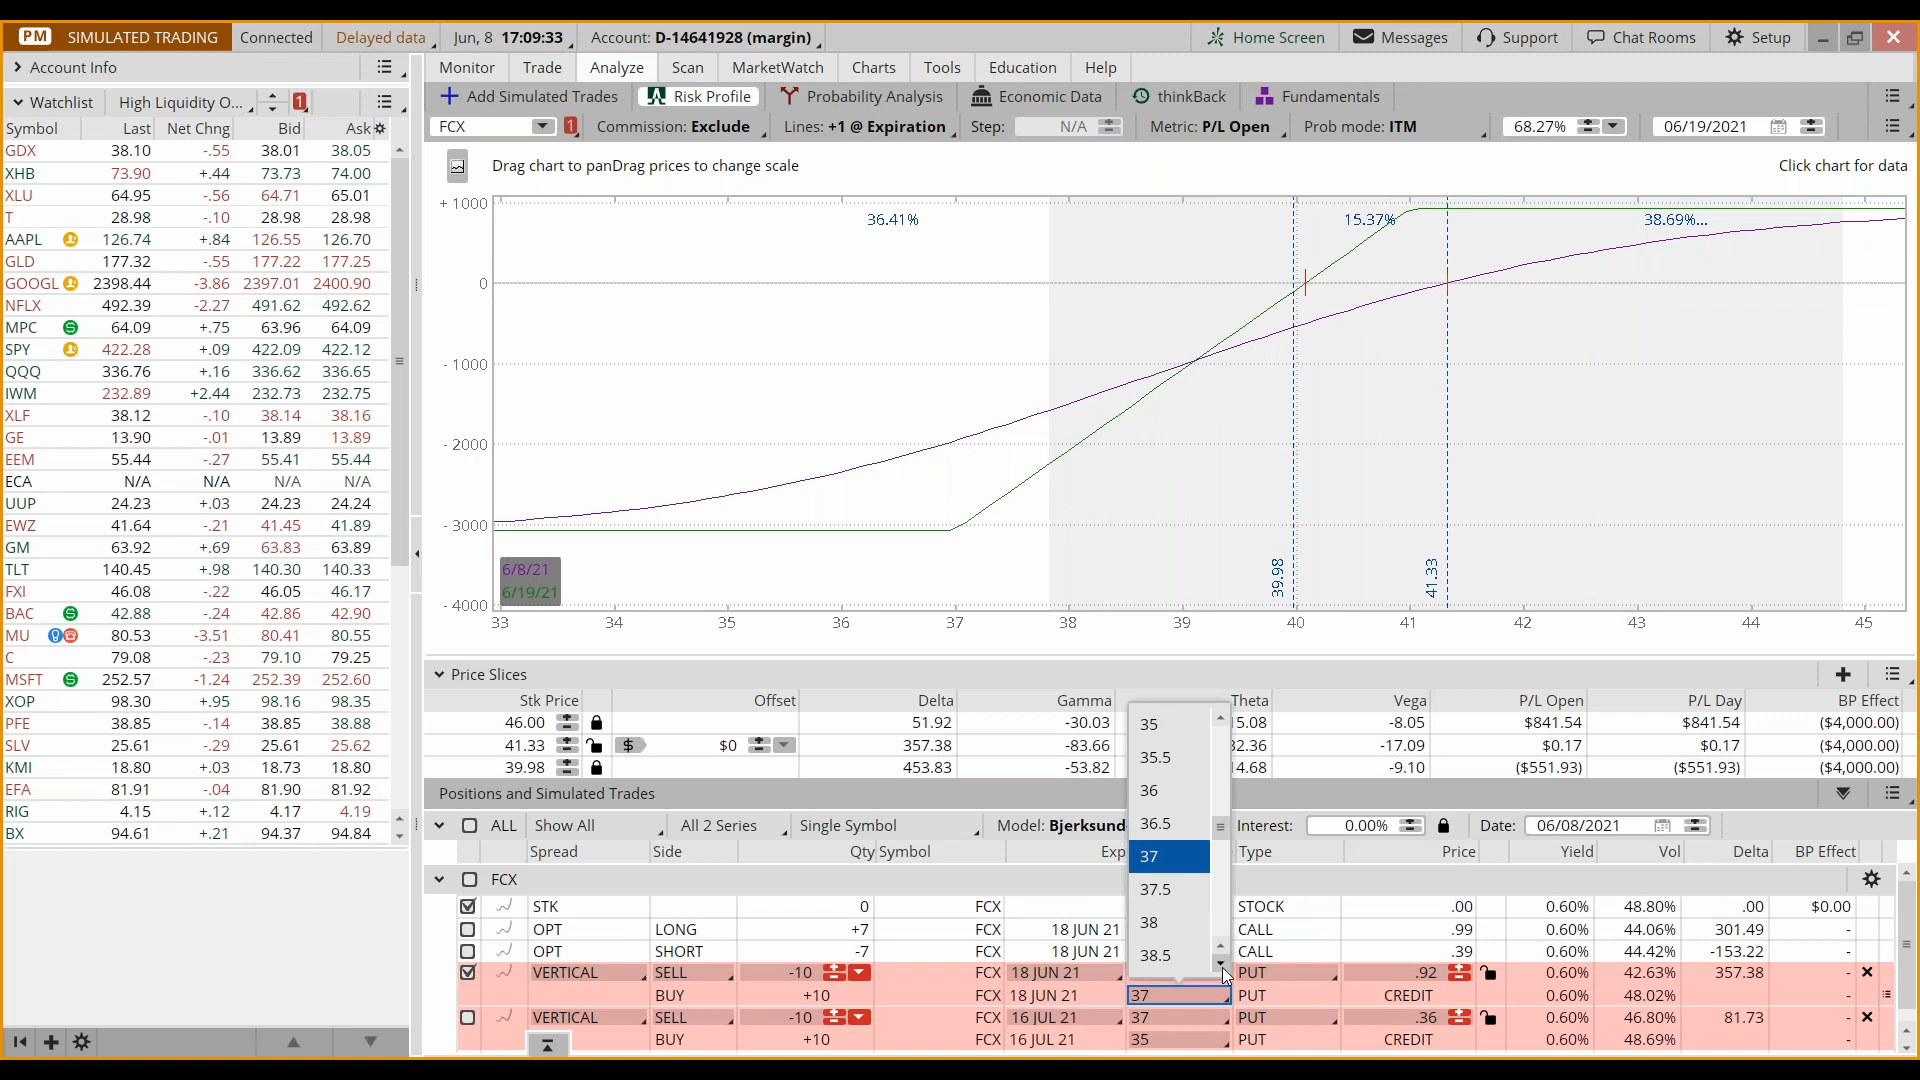 PM SIMULATED TRADING Connected Delayed data Jun, 8 17:09:33 Account: D-14641928 (margin) Home Screen Messages Support Chat Rooms Setup
Account Info
Monitor Trade Analyze Scan MarketWatch Charts Tools Education Help
Watchlist High Liquidity O... 1
Add Simulated Trades Risk Profile Probability Analysis Economic Data thinkBack Fundamentals
FCX 1 Commission: Exclude Lines: +1 @ Expiration Step: N/A Metric: P/L Open Prob mode: ITM 68.27% 06/19/2021
Symbol Last Net Chng Bid Ask
GDX 38.10 -.55 38.01 38.05
XHB 73.90 +.44 73.73 74.00
XLU 64.95 -.56 64.71 65.01
T 28.98 -.10 28.98 28.98
AAPL 126.74 +.84 126.55 126.70
GLD 177.32 -.55 177.22 177.25
GOOGL 2398.44 -3.86 2397.01 2400.90
NFLX 492.39 -2.27 491.62 492.62
MPC 64.09 +.75 63.96 64.09
SPY 422.28 +.09 422.09 422.12
QQQ 336.76 +.16 336.62 336.65
IWM 232.89 +2.44 232.73 232.75
XLF 38.12 -.10 38.14 38.16
GE 13.90 -.01 13.89 13.89
EEM 55.44 -.27 55.41 55.44
ECA N/A N/A N/A N/A
UUP 24.23 +.03 24.23 24.24
EWZ 41.64 -.21 41.45 41.89
GM 63.92 +.69 63.83 63.89
TLT 140.45 +.98 140.30 140.33
FXI 46.08 -.22 46.05 46.17
BAC 42.88 -.24 42.86 42.90
MU 80.53 -3.51 80.41 80.55
C 79.08 -.23 79.10 79.25
MSFT 252.57 -1.24 252.39 252.60
XOP 98.30 +.95 98.16 98.35
PFE 38.85 -.14 38.85 38.88
SLV 25.61 -.29 25.61 25.62
KMI 18.80 +.03 18.73 18.80
EFA 81.91 -.04 81.90 81.92
RIG 4.15 +.12 4.17 4.19
BX 94.61 +.21 94.37 94.84
Drag chart to panDrag prices to change scale Click chart for data
+ 1000
36.41% 15.37% 38.69%...
0
- 1000
- 2000
- 3000
- 4000
6/8/21
6/19/21
39.98 41.33
33 34 35 36 37 38 39 40 41 42 43 44 45
Price Slices
Stk Price Offset Delta Gamma Theta Vega P/L Open P/L Day BP Effect
46.00 51.92 -30.03 5.08 -8.05 $841.54 $841.54 ($4,000.00)
41.33 $ $0 357.38 -83.66 2.36 -17.09 $0.17 $0.17 ($4,000.00)
39.98 453.83 -53.82 4.68 -9.10 ($551.93) ($551.93) ($4,000.00)
35
35.5
36
36.5
37
37.5
38
38.5
Positions and Simulated Trades
ALL Show All All 2 Series Single Symbol Model: Bjerksund- Interest: 0.00% Date: 06/08/2021
Spread Side Qty Symbol Exp Type Price Yield Vol Delta BP Effect
FCX
STK 0 FCX STOCK .00 0.60% 48.80% .00 $0.00
OPT LONG +7 FCX 18 JUN 21 CALL .99 0.60% 44.06% 301.49 -
OPT SHORT -7 FCX 18 JUN 21 CALL .39 0.60% 44.42% -153.22 -
VERTICAL SELL -10 FCX 18 JUN 21 PUT .92 0.60% 42.63% 357.38 -
BUY +10 FCX 18 JUN 21 37 PUT CREDIT 0.60% 48.02% -
VERTICAL SELL -10 FCX 16 JUL 21 37 PUT .36 0.60% 46.80% 81.73 -
BUY +10 FCX 16 JUL 21 35 PUT CREDIT 0.60% 48.69% -